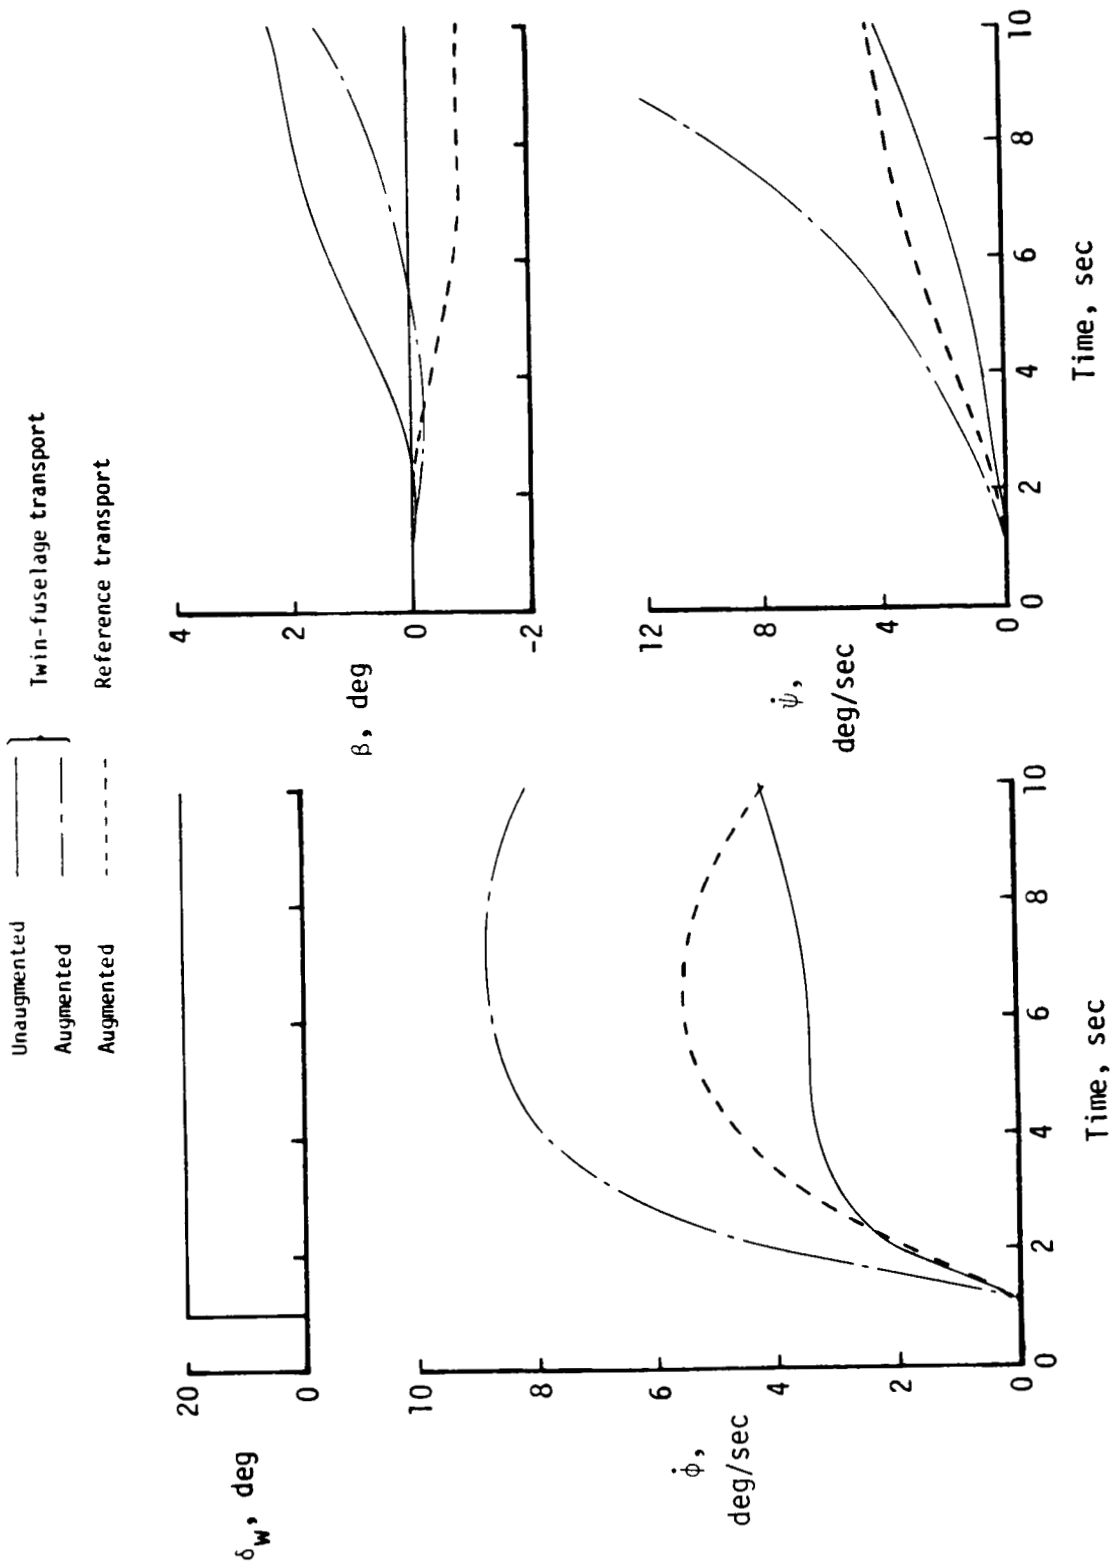 Unaugmented
Augmented
Twin-fuselage transport
Augmented
Reference transport
20
0
δw, deg
4
2
0
-2
β, deg
10
8
6
4
2
0
φ̇,
deg/sec
0
2
4
6
8
10
Time, sec
12
8
4
0
ψ̇,
deg/sec
0
2
4
6
8
10
Time, sec